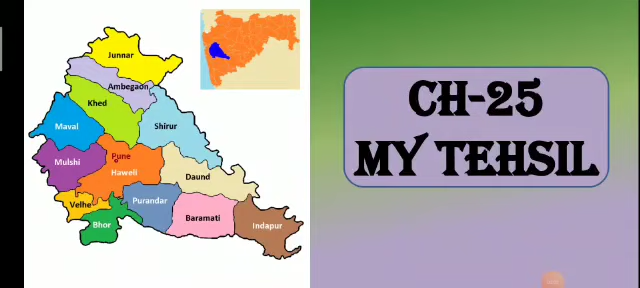 Junnar
Ambegaon
Khed
Maval
Shirur
Mulshi
Pune
Haweli
Daund
Velhe
Purandar
Baramati
Bhor
Indapur
CH-25
MY TEHSIL